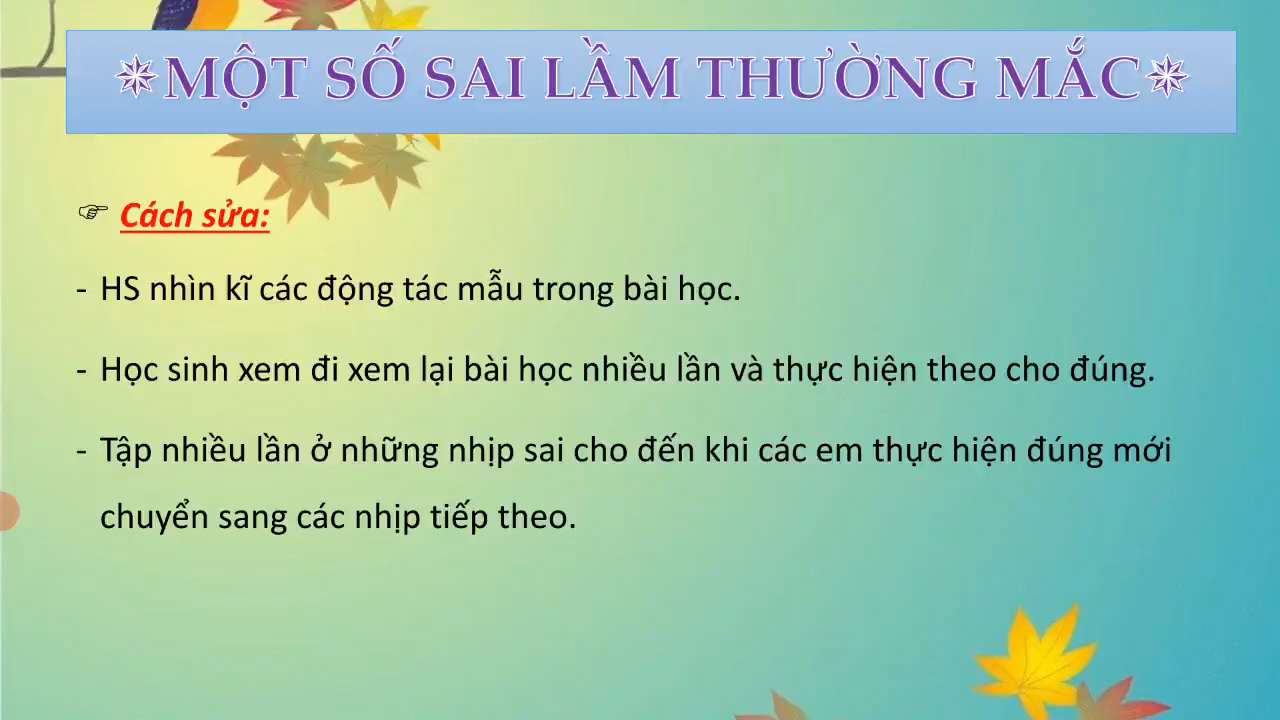 ✵MỘT SỐ SAI LẦM THƯỜNG MẮC✵
☞ Cách sửa:
- HS nhìn kĩ các động tác mẫu trong bài học.
- Học sinh xem đi xem lại bài học nhiều lần và thực hiện theo cho đúng.
- Tập nhiều lần ở những nhịp sai cho đến khi các em thực hiện đúng mới
chuyển sang các nhịp tiếp theo.